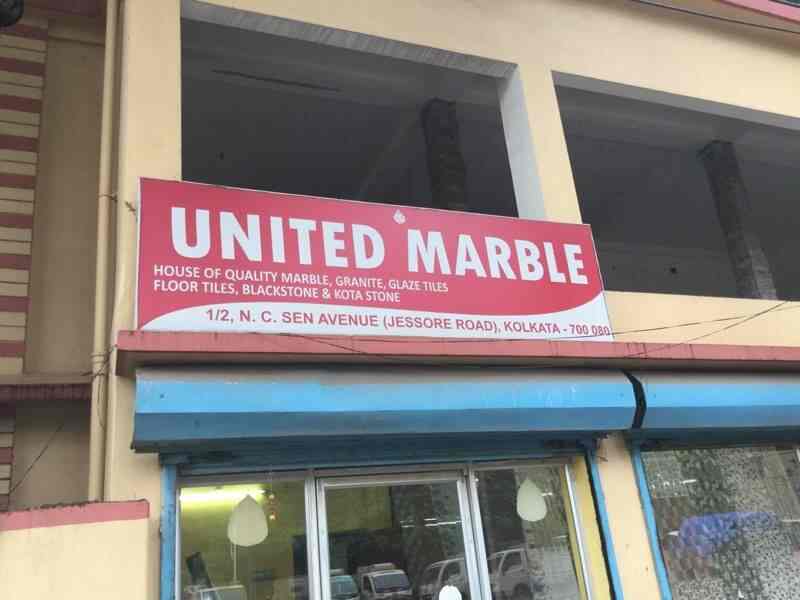 UNITED MARBLE
HOUSE OF QUALITY MARBLE, GRANITE, GLAZE TILES
FLOOR TILES, BLACKSTONE & KOTA STONE
1/2, N. C. SEN AVENUE (JESSORE ROAD), KOLKATA - 700 080